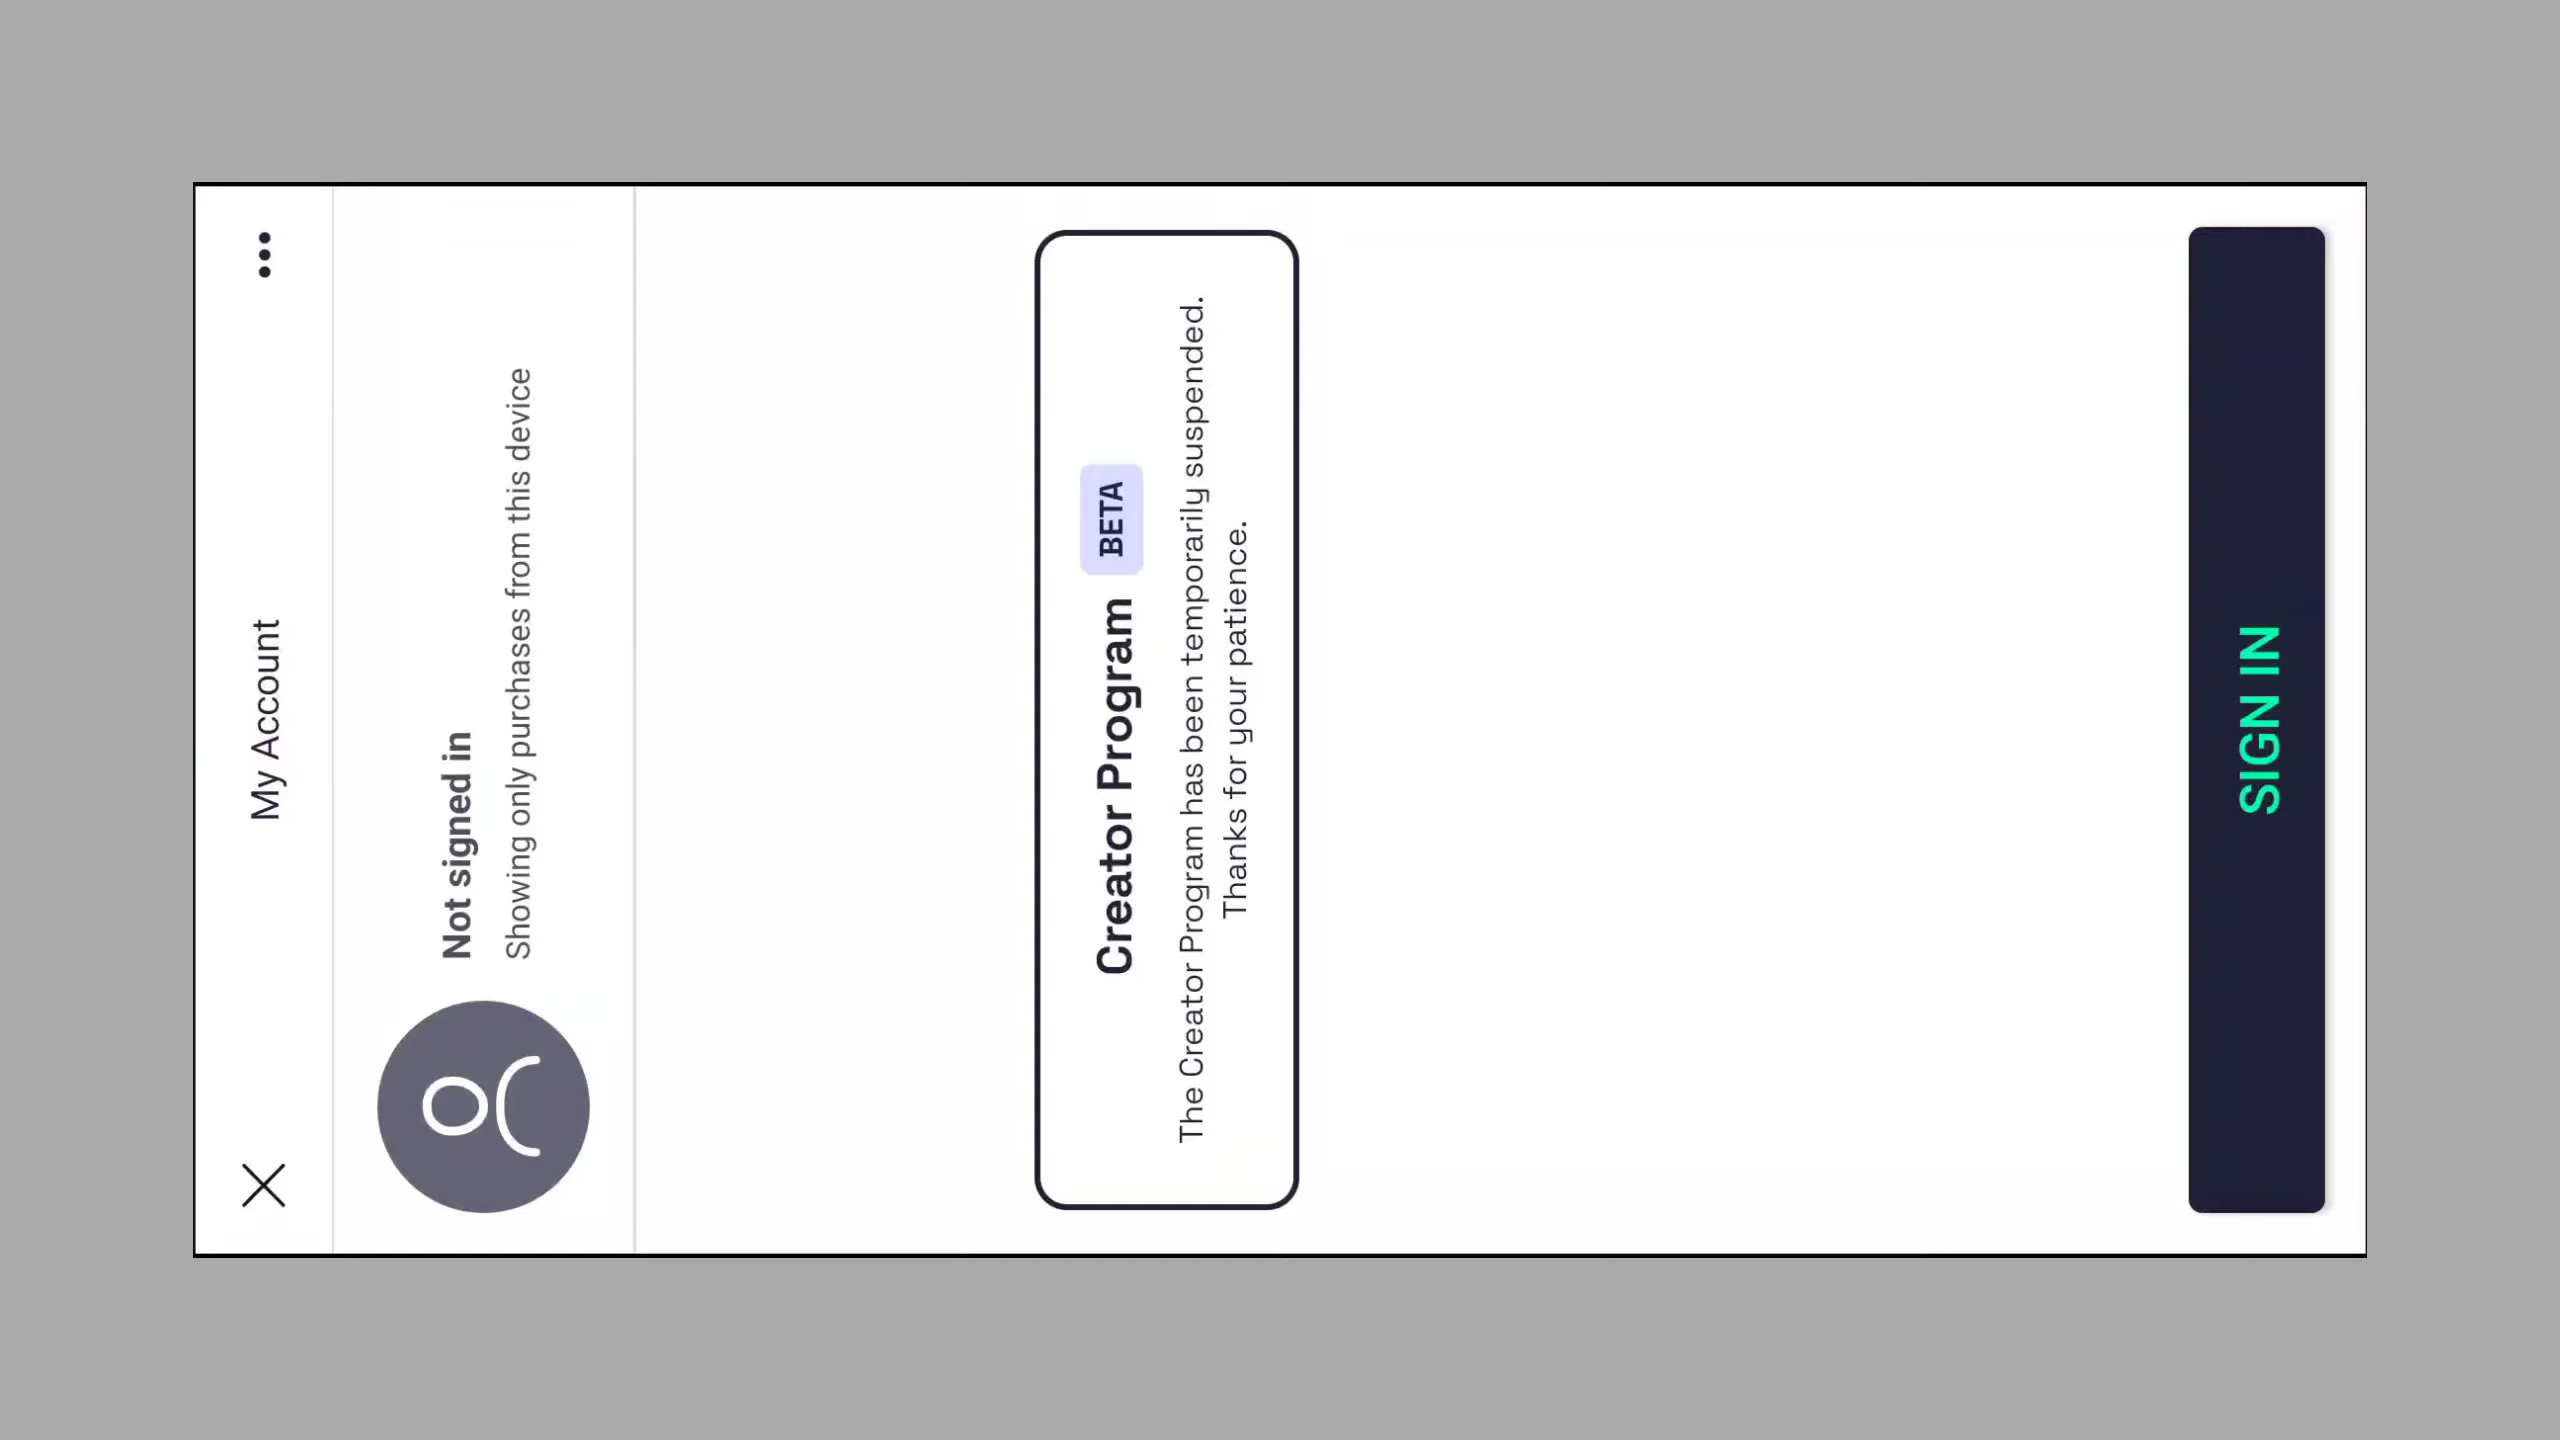 My Account
Not signed in
Showing only purchases from this device
Creator Program BETA
The Creator Program has been temporarily suspended.
Thanks for your patience.
SIGN IN